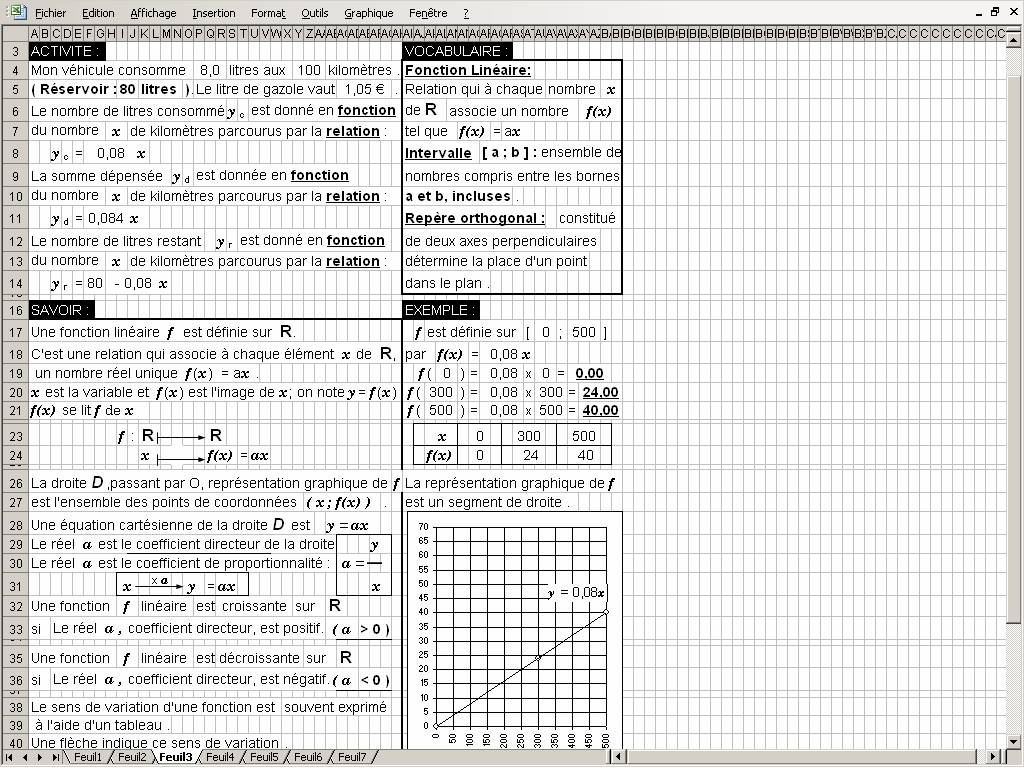 Fichier Edition Affichage Insertion Format Outils Graphique Fenêtre ?
ACTIVITE :
Mon véhicule consomme 8,0 litres aux 100 kilomètres .
( Réservoir : 80 litres ).Le litre de gazole vaut 1,05 € .
Le nombre de litres consommé y c est donné en fonction
du nombre x de kilomètres parcourus par la relation :
y c = 0,08 x
La somme dépensée y d est donnée en fonction
du nombre x de kilomètres parcourus par la relation :
y d = 0,084 x
Le nombre de litres restant y r est donné en fonction
du nombre x de kilomètres parcourus par la relation :
y r = 80 - 0,08 x
VOCABULAIRE :
Fonction Linéaire:
Relation qui à chaque nombre x
de R associe un nombre f(x)
tel que f(x) = ax
Intervalle [ a ; b ] : ensemble de
nombres compris entre les bornes
a et b, incluses .
Repère orthogonal : constitué
de deux axes perpendiculaires
détermine la place d'un point
dans le plan .
SAVOIR :
Une fonction linéaire f est définie sur R.
C'est une relation qui associe à chaque élément x de R,
un nombre réel unique f(x) = ax .
x est la variable et f(x) est l'image de x; on note y = f(x)
f(x) se lit f de x
f : R R
x f(x) = ax
La droite D ,passant par O, représentation graphique de f
est l'ensemble des points de coordonnées ( x ; f(x) ) .
Une équation cartésienne de la droite D est y = ax
Le réel a est le coefficient directeur de la droite y
Le réel a est le coefficient de proportionnalité : a =
x x a y = ax x
Une fonction f linéaire est croissante sur R
si Le réel a , coefficient directeur, est positif. ( a > 0 )
Une fonction f linéaire est décroissante sur R
si Le réel a , coefficient directeur, est négatif. ( a < 0 )
Le sens de variation d'une fonction est souvent exprimé
à l'aide d'un tableau .
Une flèche indique ce sens de variation .
EXEMPLE :
f est définie sur [ 0 ; 500 ]
par f(x) = 0,08 x
f ( 0 ) = 0,08 x 0 = 0,00
f ( 300 ) = 0,08 x 300 = 24,00
f ( 500 ) = 0,08 x 500 = 40,00
x 0 300 500
f(x) 0 24 40
La représentation graphique de f
est un segment de droite .
70
65
60
55
50
45
40
35
30
25
20
15
10
5
0
y = 0,08x
0 50 100 150 200 250 300 350 400 450 500
3
4
5
6
7
8
9
10
11
12
13
14
16
17
18
19
20
21
23
24
26
27
28
29
30
31
32
33
35
36
38
39
40
Feuil1 Feuil2 Feuil3 Feuil4 Feuil5 Feuil6 Feuil7